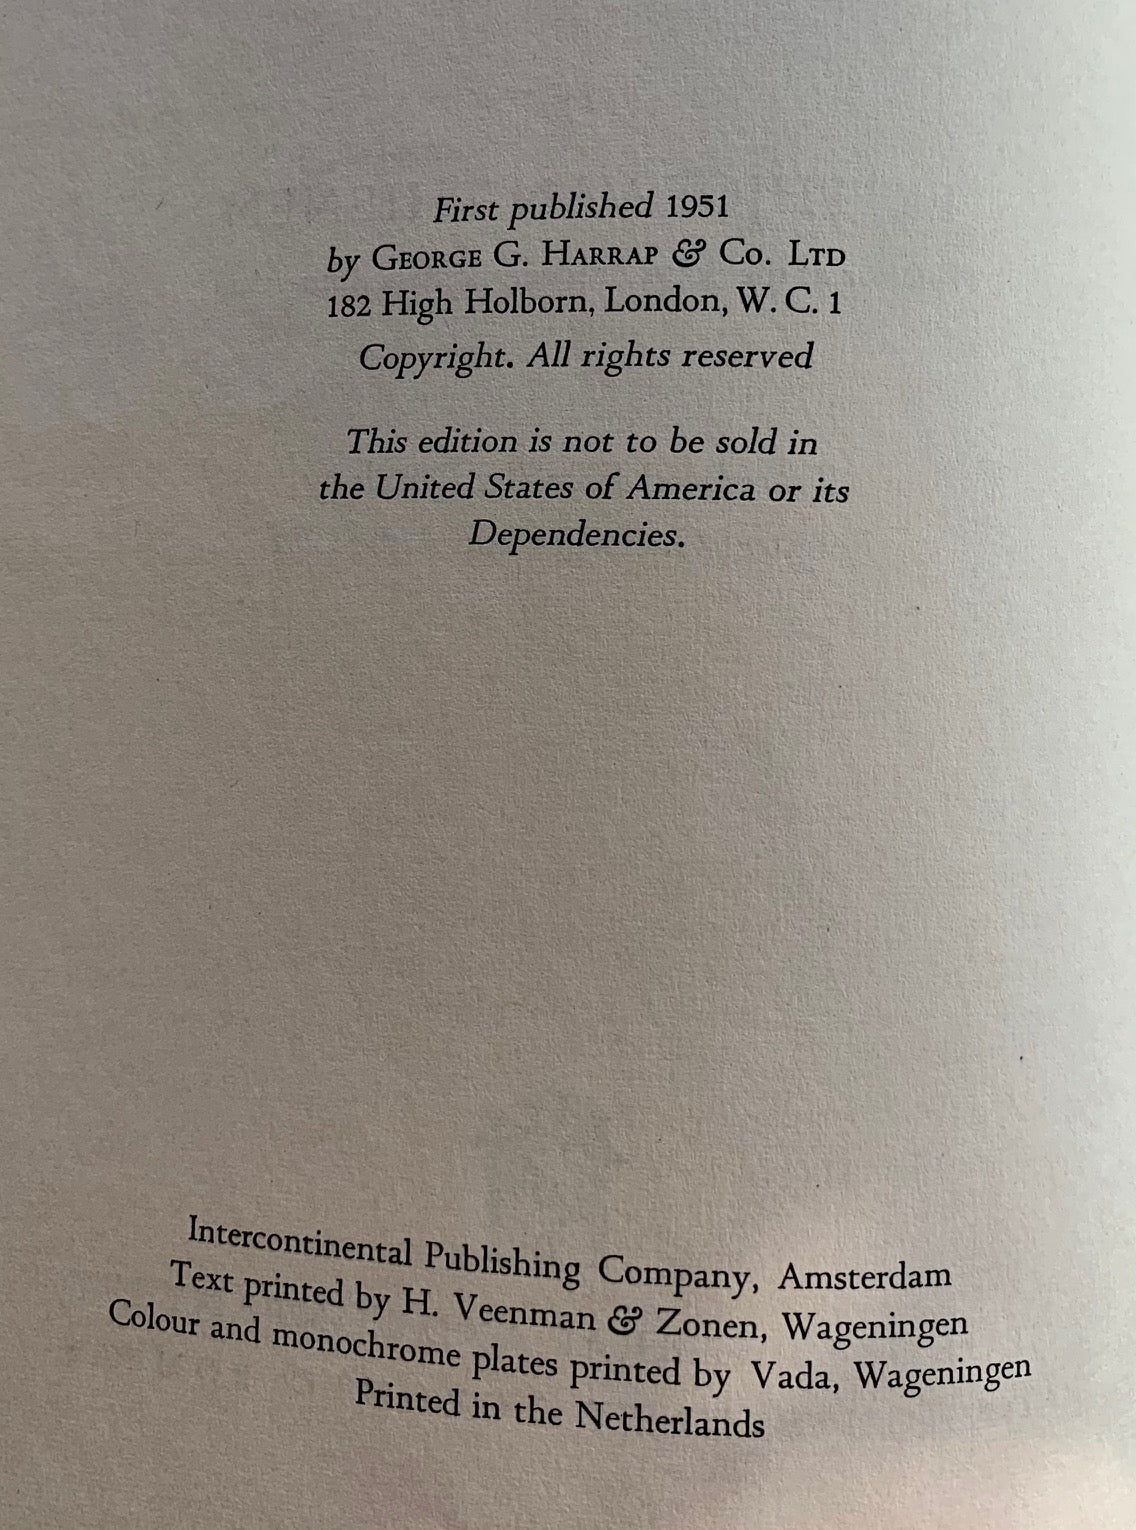 First published 1951
by GEORGE G. HARRAP & Co. LTD
182 High Holborn, London, W. C. 1
Copyright. All rights reserved
This edition is not to be sold in
the United States of America or its
Dependencies.
Intercontinental Publishing Company, Amsterdam
Text printed by H. Veenman & Zonen, Wageningen
Colour and monochrome plates printed by Vada, Wageningen
Printed in the Netherlands